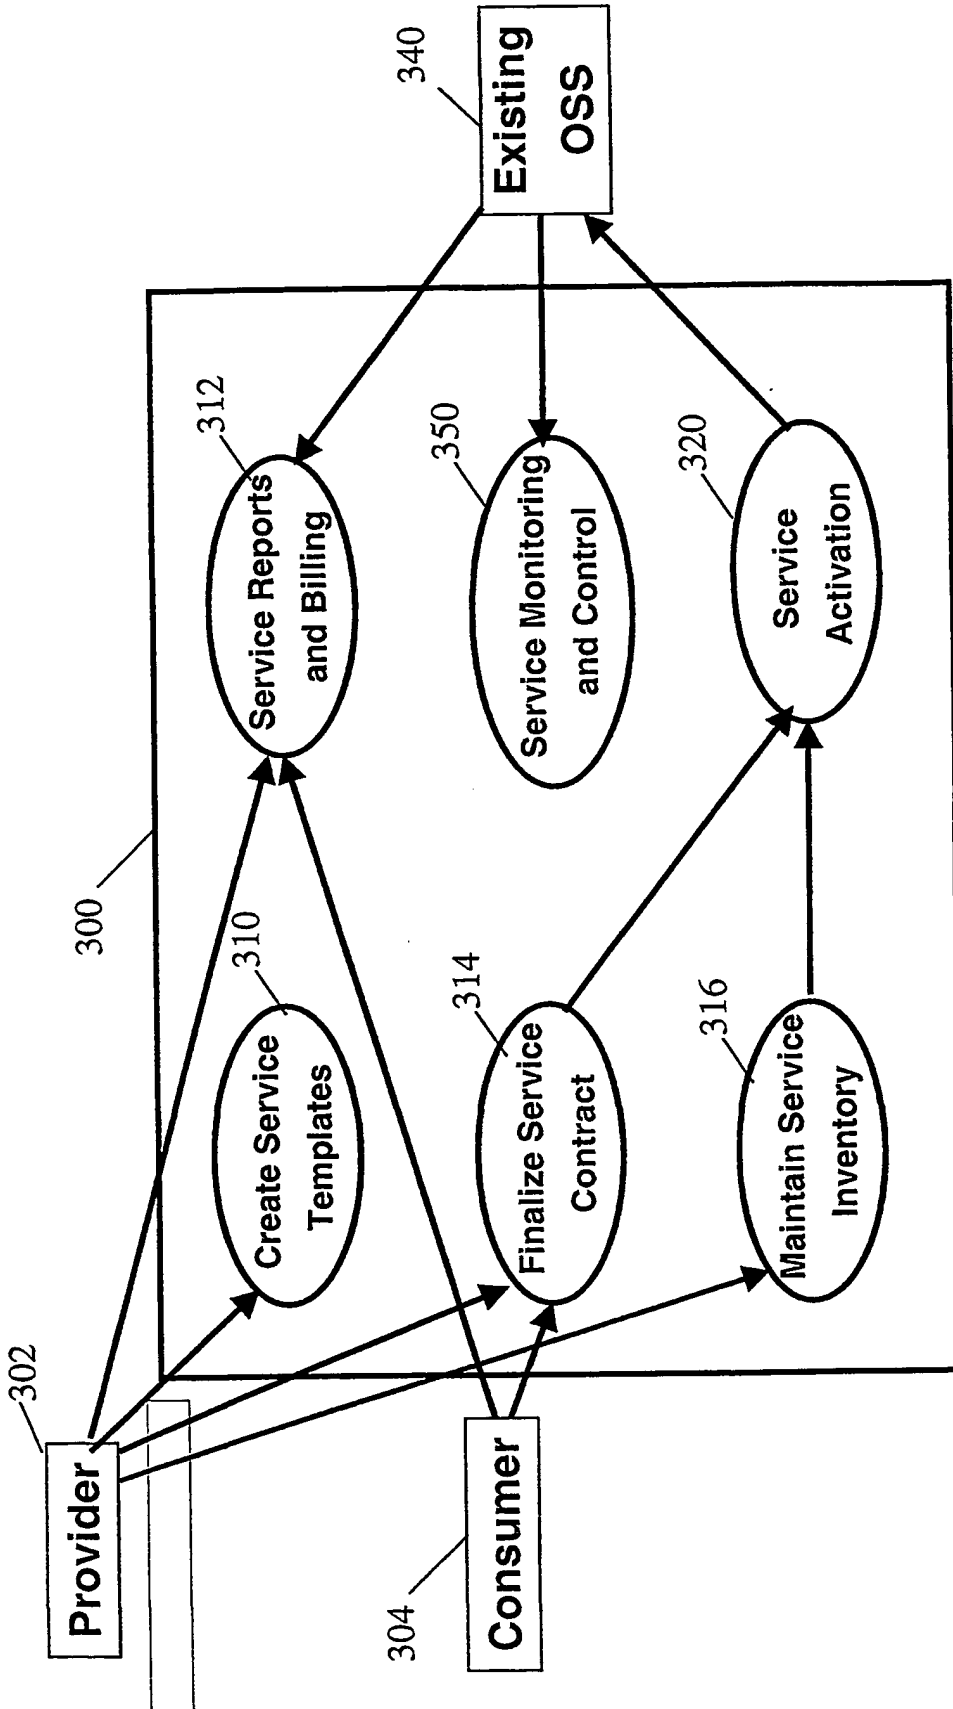 302
Provider
304
Consumer
300
310
Create Service
Templates
314
Finalize Service
Contract
316
Maintain Service
Inventory
312
Service Reports
and Billing
350
Service Monitoring
and Control
320
Service
Activation
340
Existing
OSS